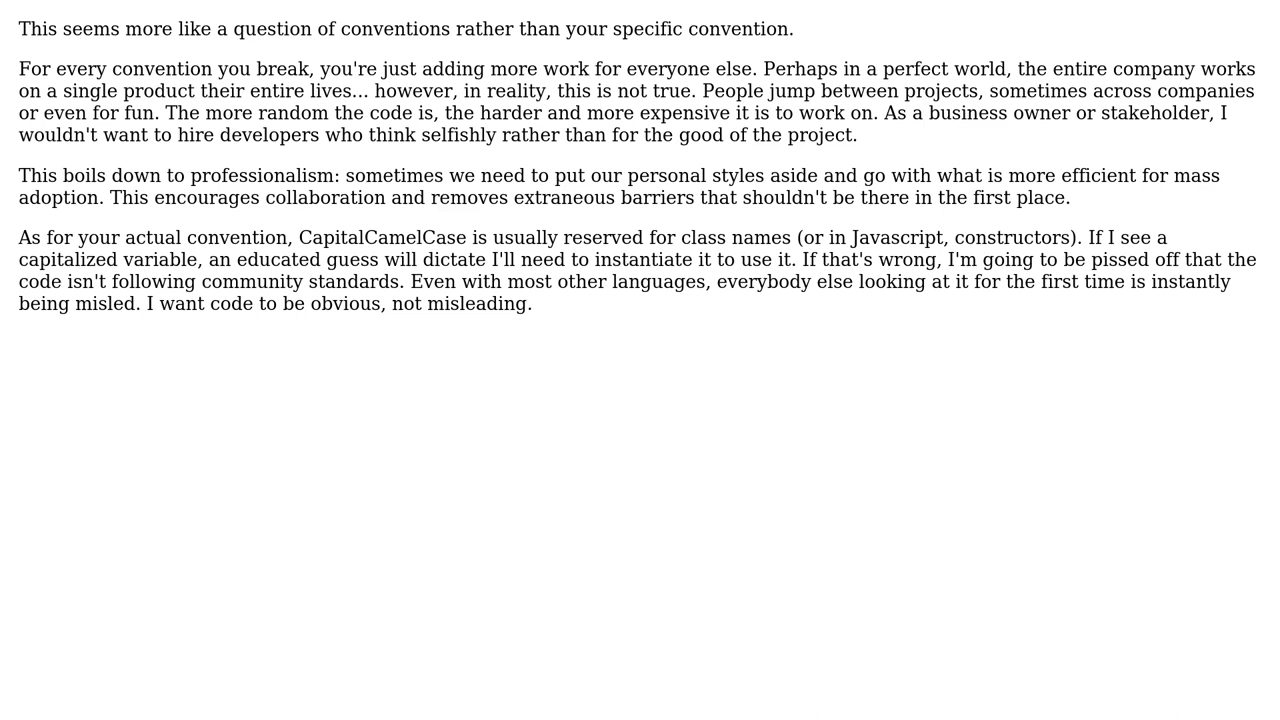 This seems more like a question of conventions rather than your specific convention.
For every convention you break, you're just adding more work for everyone else. Perhaps in a perfect world, the entire company works
on a single product their entire lives... however, in reality, this is not true. People jump between projects, sometimes across companies
or even for fun. The more random the code is, the harder and more expensive it is to work on. As a business owner or stakeholder, I
wouldn't want to hire developers who think selfishly rather than for the good of the project.
This boils down to professionalism: sometimes we need to put our personal styles aside and go with what is more efficient for mass
adoption. This encourages collaboration and removes extraneous barriers that shouldn't be there in the first place.
As for your actual convention, CapitalCamelCase is usually reserved for class names (or in Javascript, constructors). If I see a
capitalized variable, an educated guess will dictate I'll need to instantiate it to use it. If that's wrong, I'm going to be pissed off that the
code isn't following community standards. Even with most other languages, everybody else looking at it for the first time is instantly
being misled. I want code to be obvious, not misleading.